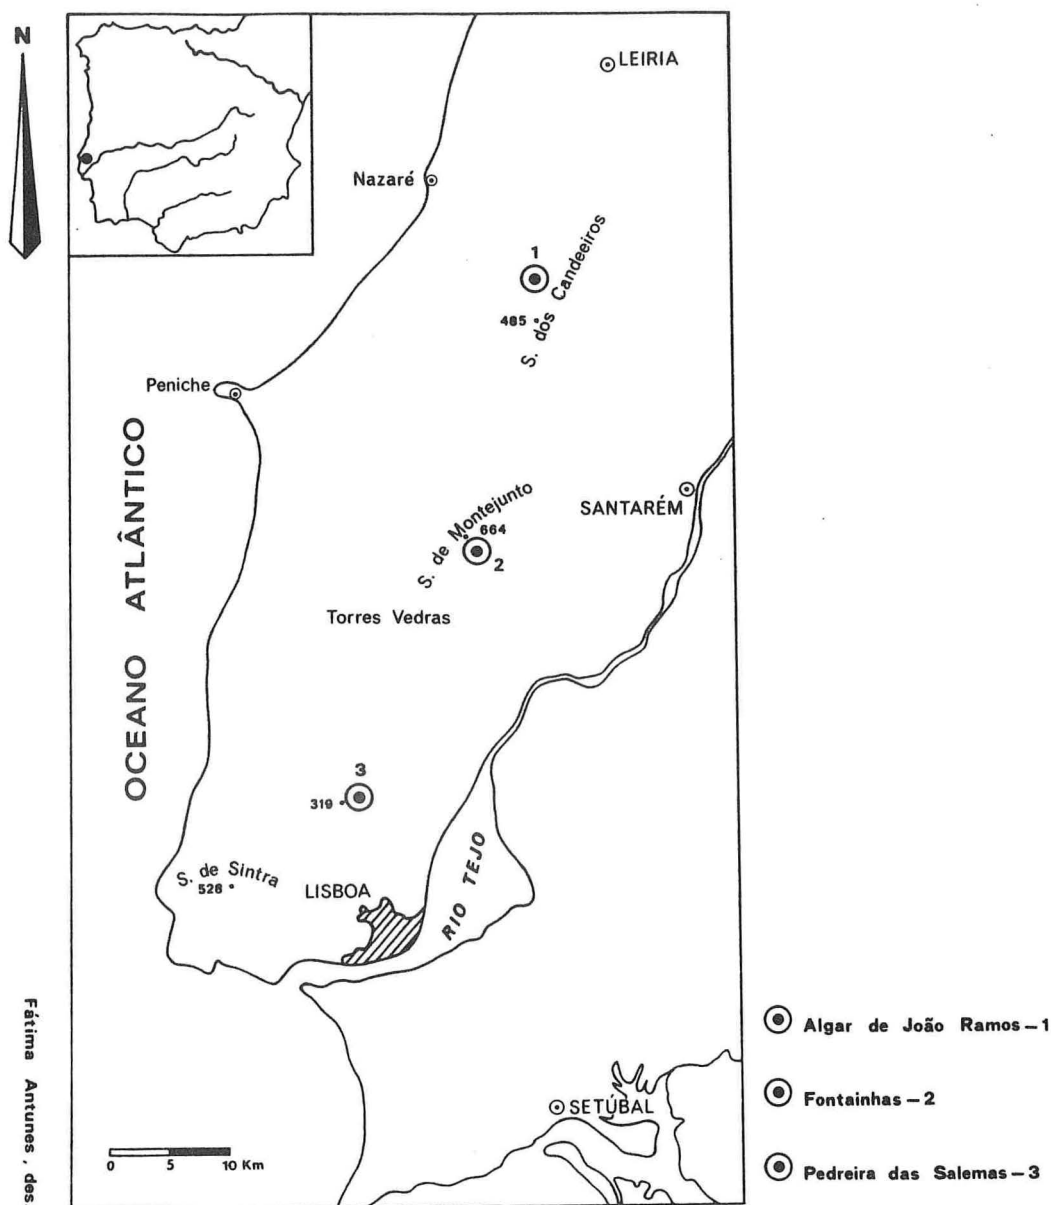 N
LEIRIA
Nazaré
1
S. dos Candeeiros
485
Peniche
OCEANO ATLÂNTICO
SANTARÉM
S. de Montejunto
664
2
Torres Vedras
3
319
S. de Sintra
528
LISBOA
RIO TEJO
Fátima Antunes, des.
Algar de João Ramos – 1
Fontainhas – 2
SETÚBAL
Pedreira das Salemas – 3
0 5 10 Km